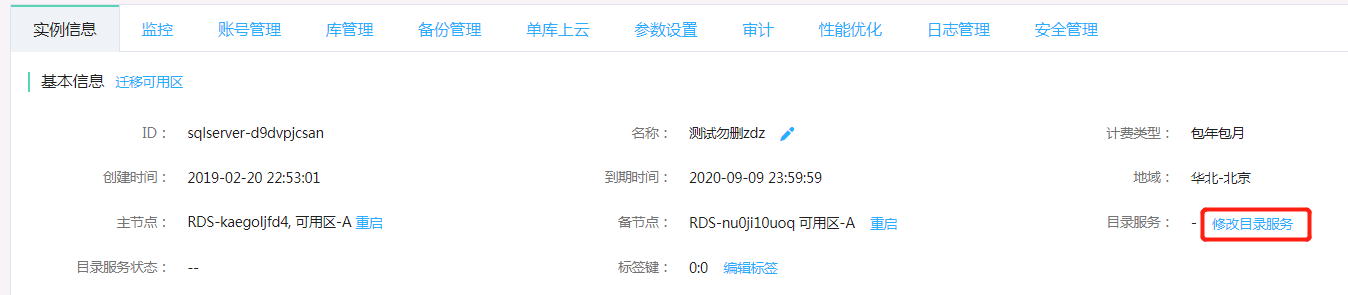 实例信息 监控 账号管理 库管理 备份管理 单库上云 参数设置 审计 性能优化 日志管理 安全管理
基本信息 迁移可用区
ID： sqlserver-d9dvpjcsan 名称： 测试勿删zdz 计费类型： 包年包月
创建时间： 2019-02-20 22:53:01 到期时间： 2020-09-09 23:59:59 地域： 华北-北京
主节点： RDS-kaegoljfd4, 可用区-A 重启 备节点： RDS-nu0ji10uoq 可用区-A 重启 目录服务： - 修改目录服务
目录服务状态： -- 标签键： 0:0 编辑标签